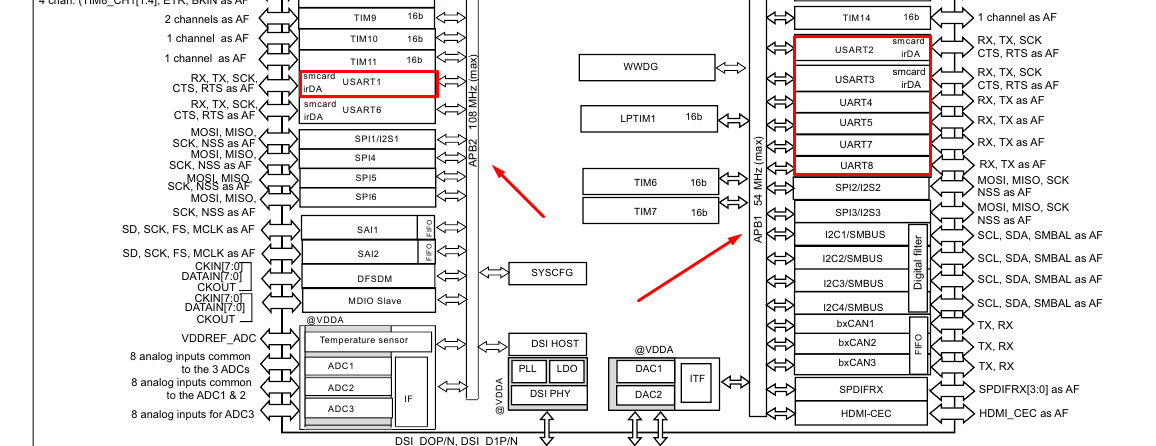 4 chan. (TIM8_CH1[1:4], ETR, BKIN as AF
2 channels as AF
TIM9 16b
1 channel as AF
TIM10 16b
1 channel as AF
TIM11 16b
RX, TX, SCK,
CTS, RTS as AF
smcard
irDA
USART1
RX, TX, SCK,
CTS, RTS as AF
smcard
irDA
USART6
MOSI, MISO,
SCK, NSS as AF
SPI1/I2S1
MOSI, MISO,
SCK, NSS as AF
SPI4
MOSI, MISO,
SCK, NSS as AF
SPI5
MOSI, MISO,
SCK, NSS as AF
SPI6
SD, SCK, FS, MCLK as AF
SAI1
FIFO
SD, SCK, FS, MCLK as AF
SAI2
FIFO
CKIN[7:0]
DATAIN[7:0]
CKOUT
DFSDM
CKIN[7:0]
DATAIN[7:0]
CKOUT
MDIO Slave
@VDDA
VDDREF_ADC
Temperature sensor
8 analog inputs common
to the 3 ADCs
ADC1
8 analog inputs common
to the ADC1 & 2
ADC2
8 analog inputs for ADC3
ADC3
IF
APB2 108 MHz (max)
WWDG
LPTIM1 16b
TIM6 16b
TIM7 16b
SYSCFG
DSI HOST
PLL
LDO
DSI PHY
@VDDA
DSI_DOP/N, DSI_D1P/N
@VDDA
DAC1
DAC2
ITF
APB1 54 MHz (max)
TIM14 16b
1 channel as AF
USART2
smcard
irDA
RX, TX, SCK
CTS, RTS as AF
USART3
smcard
irDA
RX, TX, SCK
CTS, RTS as AF
UART4
RX, TX as AF
UART5
RX, TX as AF
UART7
RX, TX as AF
UART8
RX, TX as AF
SPI2/I2S2
MOSI, MISO, SCK
NSS as AF
SPI3/I2S3
MOSI, MISO, SCK
NSS as AF
I2C1/SMBUS
SCL, SDA, SMBAL as AF
I2C2/SMBUS
SCL, SDA, SMBAL as AF
I2C3/SMBUS
SCL, SDA, SMBAL as AF
I2C4/SMBUS
SCL, SDA, SMBAL as AF
Digital filter
bxCAN1
TX, RX
bxCAN2
TX, RX
bxCAN3
TX, RX
FIFO
SPDIFRX
SPDIFRX[3:0] as AF
HDMI-CEC
HDMI_CEC as AF